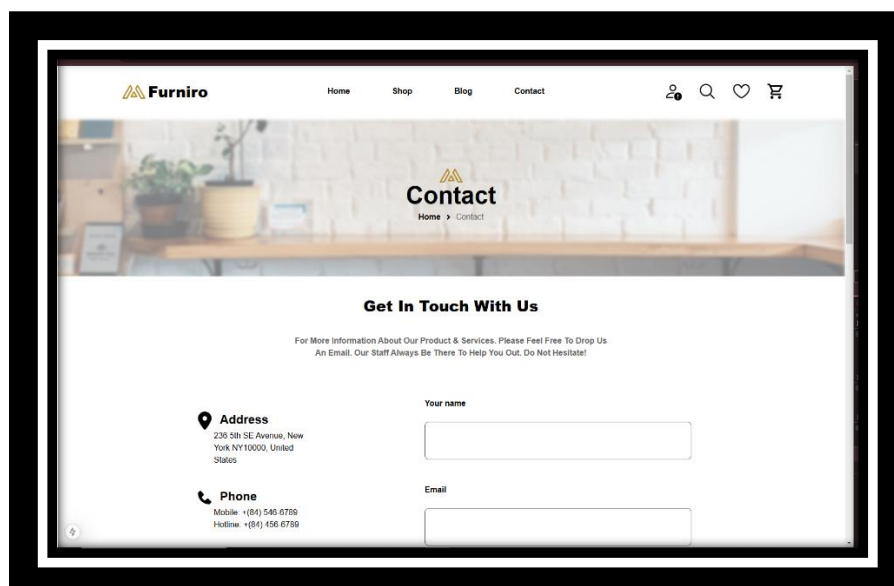 Furniro
Home Shop Blog Contact
Contact
Home > Contact
Get In Touch With Us
For More Information About Our Product & Services. Please Feel Free To Drop Us
An Email. Our Staff Always Be There To Help You Out. Do Not Hesitate!
Address
236 5th SE Avenue, New
York NY10000, United
States
Phone
Mobile: +(84) 546-6789
Hotline: +(84) 456-6789
Your name
Email